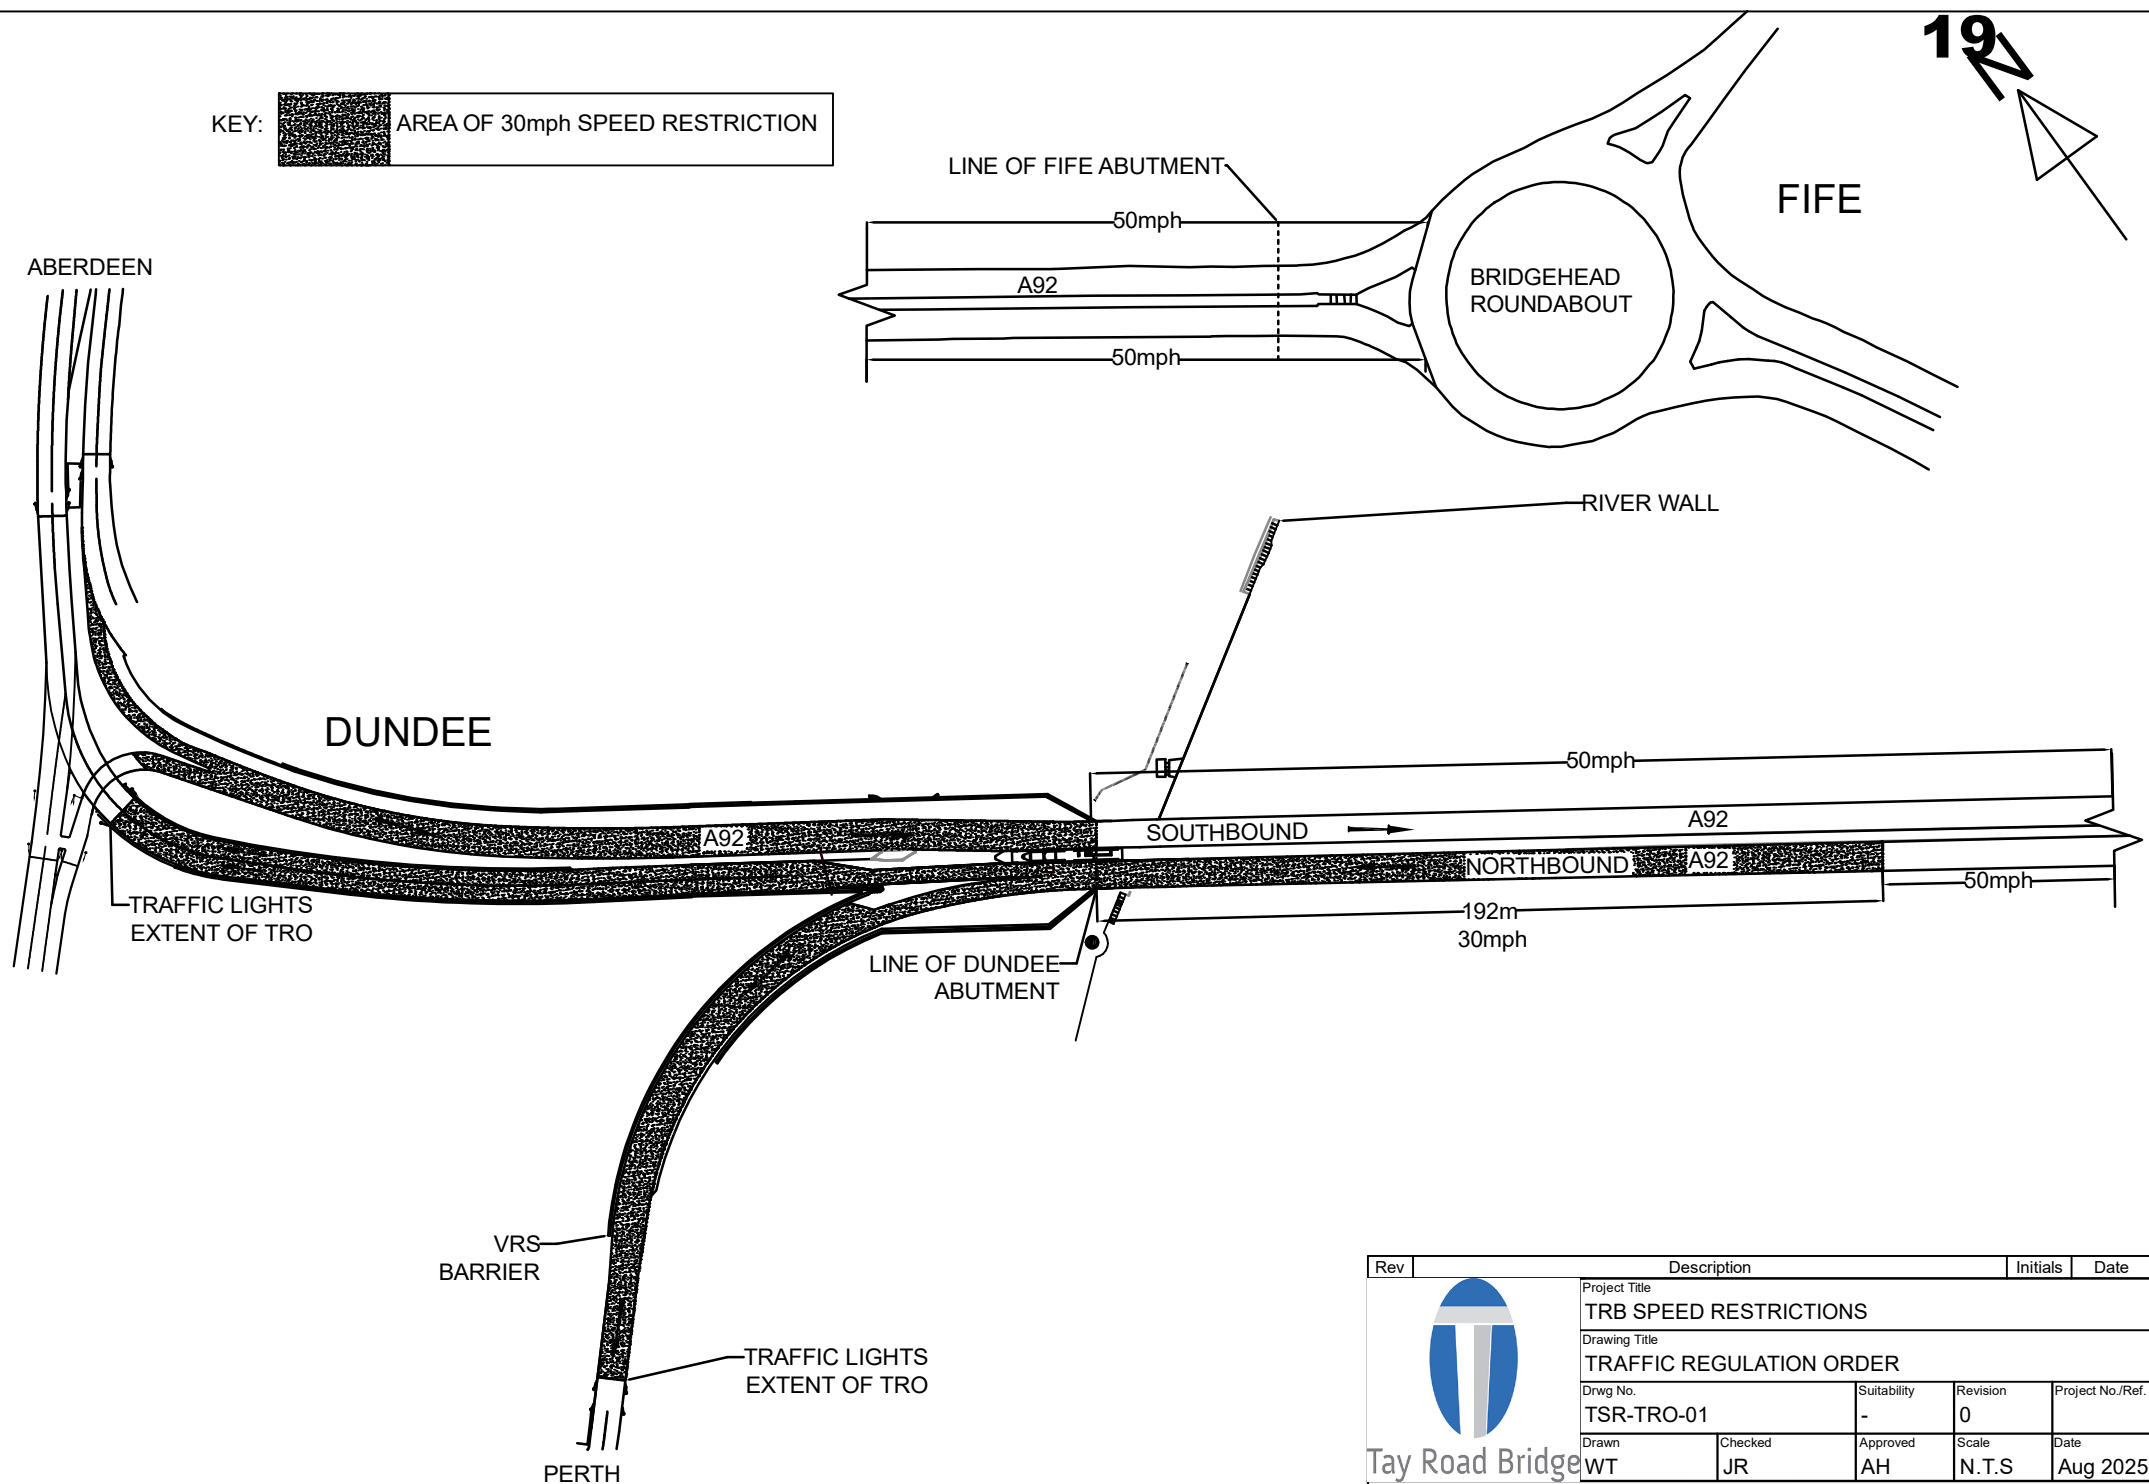 19
N
KEY:
AREA OF 30mph SPEED RESTRICTION
LINE OF FIFE ABUTMENT
FIFE
50mph
ABERDEEN
A92
BRIDGEHEAD
ROUNDABOUT
50mph
RIVER WALL
DUNDEE
50mph
A92
SOUTHBOUND
A92
NORTHBOUND
A92
50mph
TRAFFIC LIGHTS
EXTENT OF TRO
192m
30mph
LINE OF DUNDEE
ABUTMENT
VRS
BARRIER
TRAFFIC LIGHTS
EXTENT OF TRO
PERTH
Rev
Description
Initials
Date
Project Title
TRB SPEED RESTRICTIONS
Drawing Title
TRAFFIC REGULATION ORDER
Drwg No.
TSR-TRO-01
Suitability
-
Revision
0
Project No./Ref.
Drawn
WT
Checked
JR
Approved
AH
Scale
N.T.S
Date
Aug 2025
Tay Road Bridge